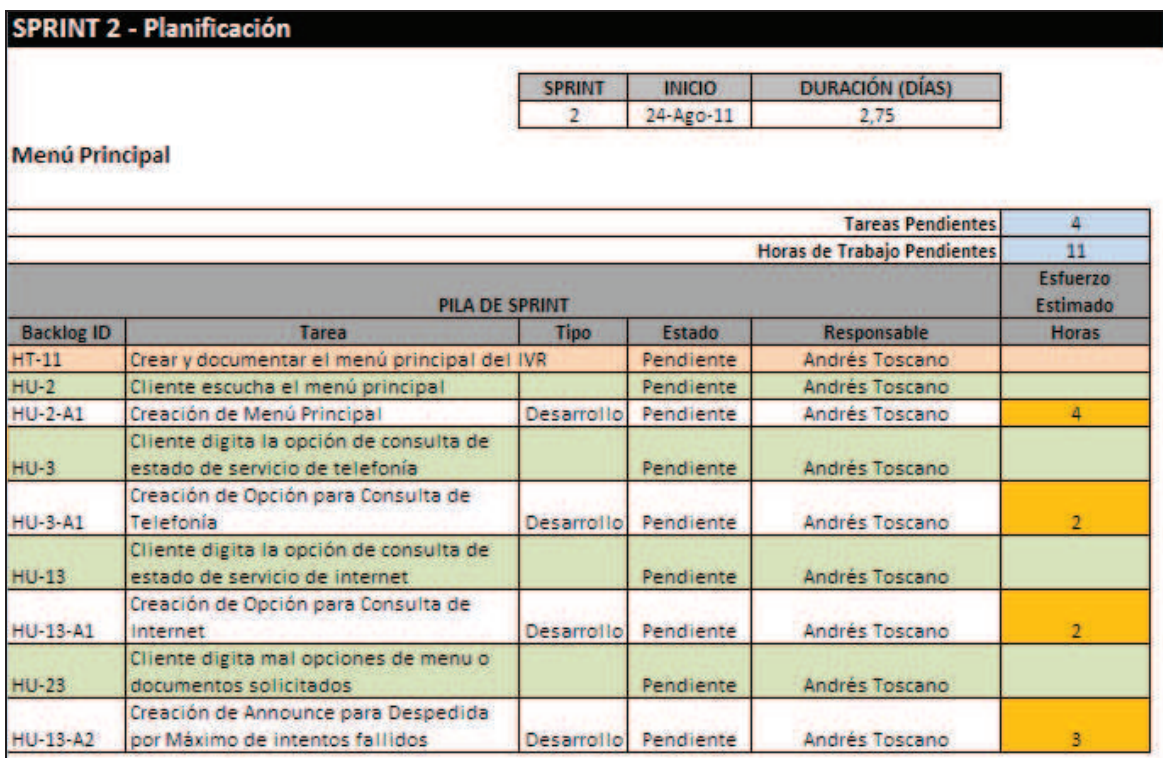 SPRINT 2 - Planificación
SPRINT INICIO DURACIÓN (DÍAS)
2 24-Ago-11 2,75
Menú Principal
Tareas Pendientes 4
Horas de Trabajo Pendientes 11
PILA DE SPRINT Esfuerzo Estimado
Backlog ID Tarea Tipo Estado Responsable Horas
HT-11 Crear y documentar el menú principal del IVR Pendiente Andrés Toscano
HU-2 Cliente escucha el menú principal Pendiente Andrés Toscano
HU-2-A1 Creación de Menú Principal Desarrollo Pendiente Andrés Toscano 4
Cliente digita la opción de consulta de
HU-3 estado de servicio de telefonía Pendiente Andrés Toscano
Creación de Opción para Consulta de
HU-3-A1 Telefonía Desarrollo Pendiente Andrés Toscano 2
Cliente digita la opción de consulta de
HU-13 estado de servicio de internet Pendiente Andrés Toscano
Creación de Opción para Consulta de
HU-13-A1 Internet Desarrollo Pendiente Andrés Toscano 2
Cliente digita mal opciones de menu o
HU-23 documentos solicitados Pendiente Andrés Toscano
Creación de Announce para Despedida
HU-13-A2 por Máximo de intentos fallidos Desarrollo Pendiente Andrés Toscano 3